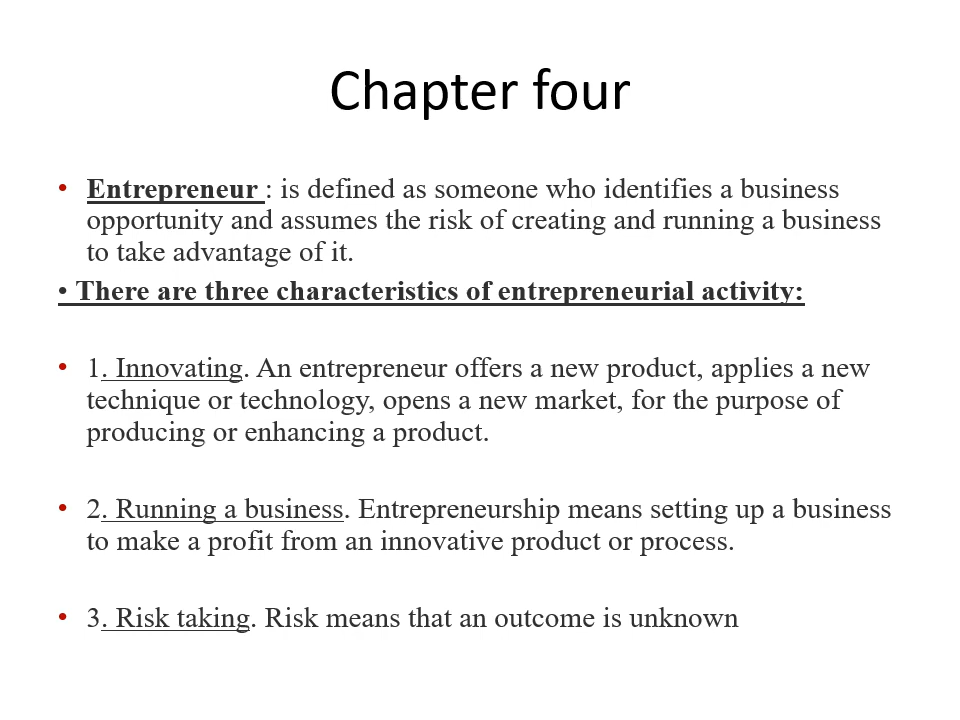 Chapter four
• Entrepreneur : is defined as someone who identifies a business
opportunity and assumes the risk of creating and running a business
to take advantage of it.
• There are three characteristics of entrepreneurial activity:
• 1. Innovating. An entrepreneur offers a new product, applies a new
technique or technology, opens a new market, for the purpose of
producing or enhancing a product.
• 2. Running a business. Entrepreneurship means setting up a business
to make a profit from an innovative product or process.
• 3. Risk taking. Risk means that an outcome is unknown